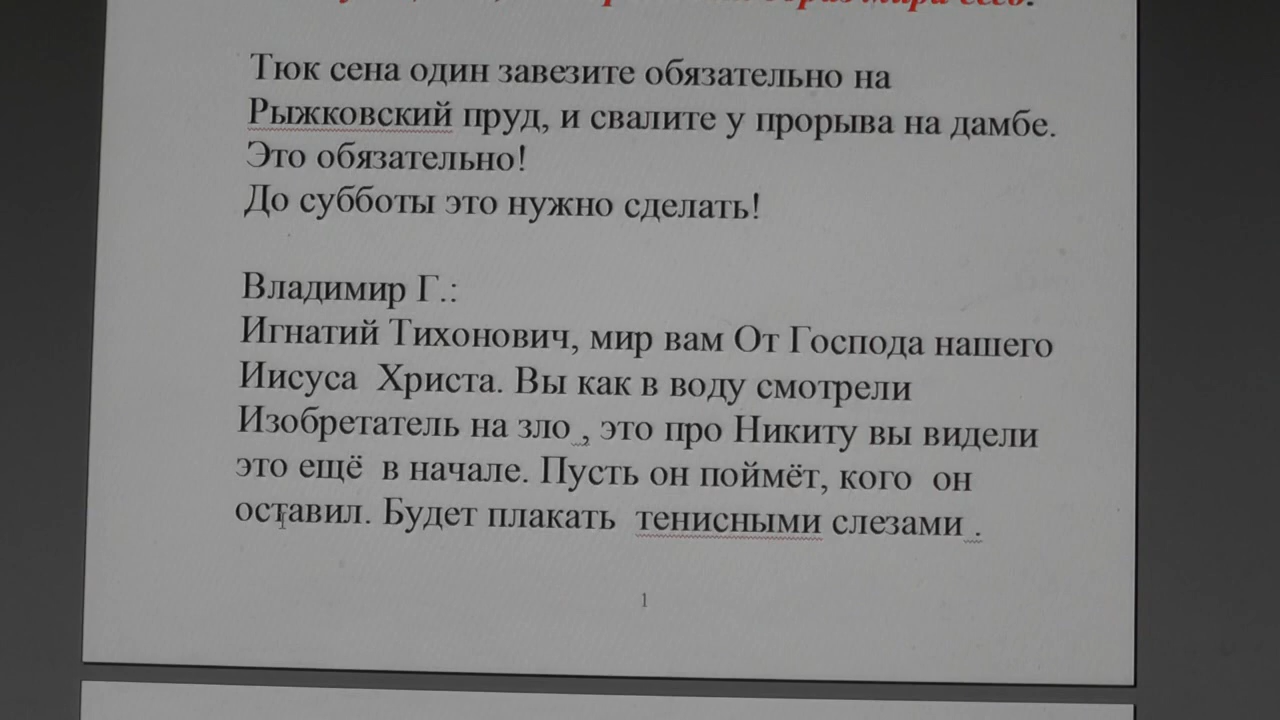 мира сего.
Тюк сена один завезите обязательно на
Рыжковский пруд, и свалите у прорыва на дамбе.
Это обязательно!
До субботы это нужно сделать!
Владимир Г.:
Игнатий Тихонович, мир вам От Господа нашего
Иисуса  Христа. Вы как в воду смотрели
Изобретатель на зло , это про Никиту вы видели
это ещё  в начале. Пусть он поймёт, кого  он
оставил. Будет плакать  тенисными слезами .
1